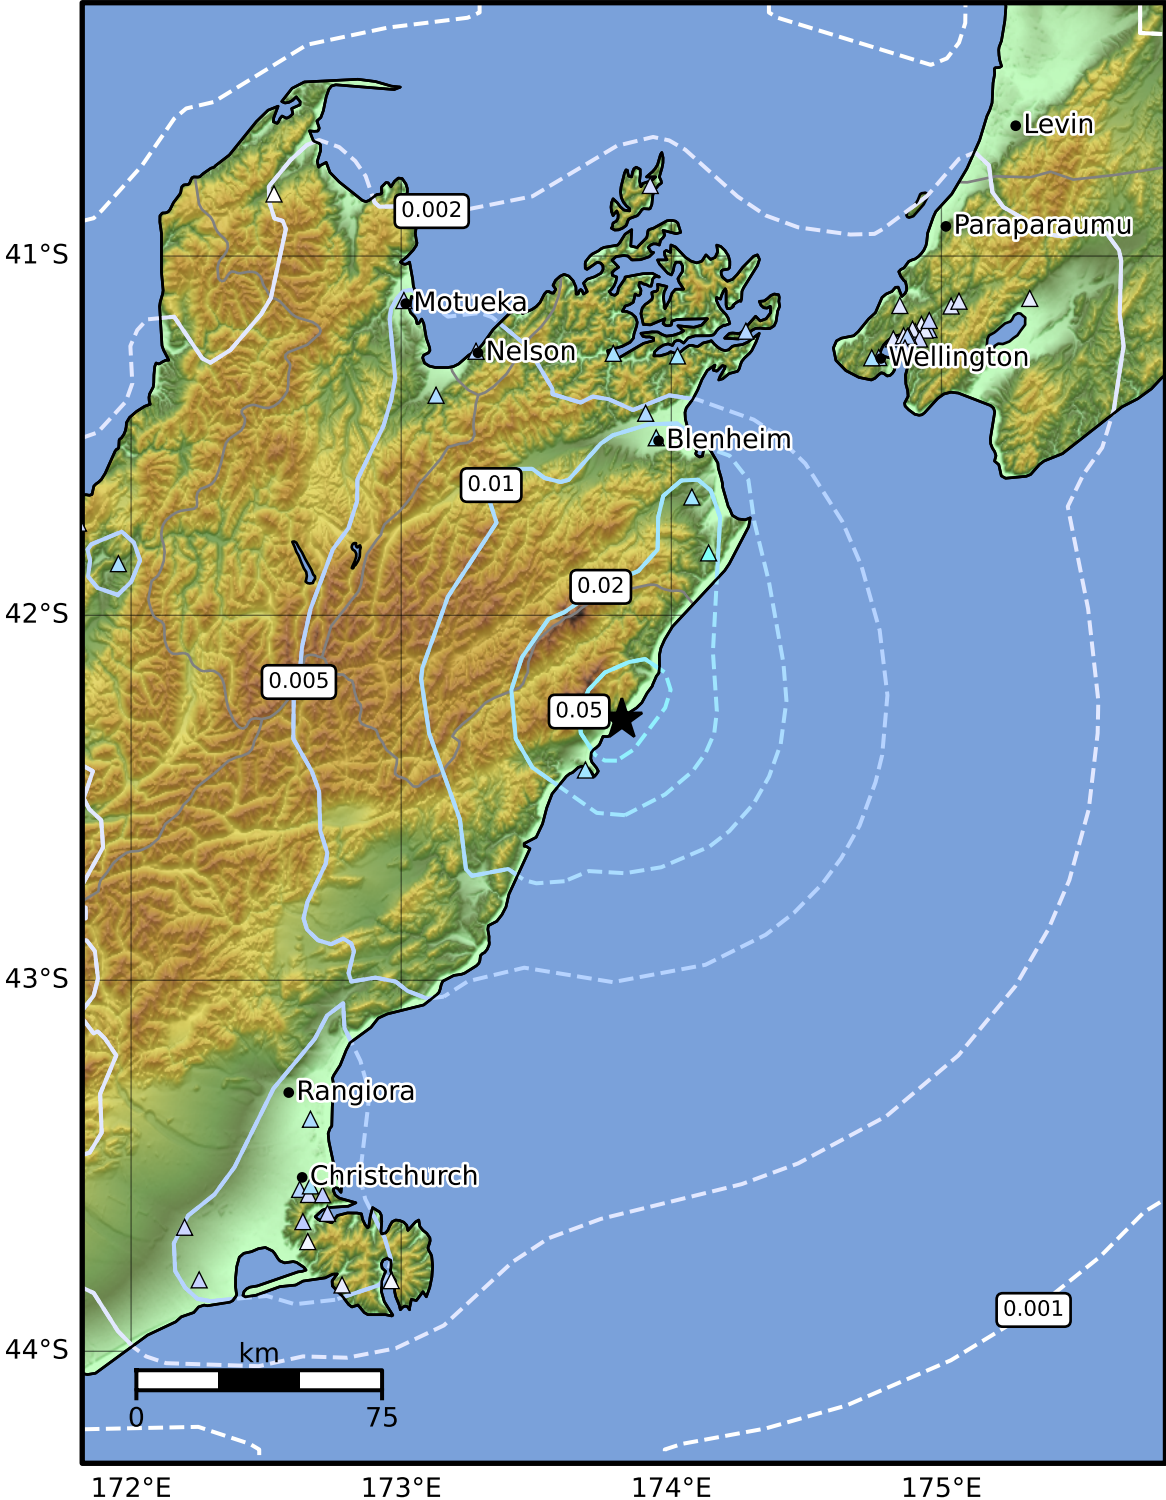 Levin
0.002
Paraparaumu
41°S
Motueka
Nelson
Wellington
Blenheim
0.01
0.02
42°S
0.005
0.05
43°S
Rangiora
Christchurch
0.001
44°S
km
0
75
172°E
173°E
174°E
175°E